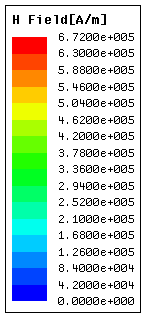 H Field[A/m]
6.7200e+005
6.3000e+005
5.8800e+005
5.4600e+005
5.0400e+005
4.6200e+005
4.2000e+005
3.7800e+005
3.3600e+005
2.9400e+005
2.5200e+005
2.1000e+005
1.6800e+005
1.2600e+005
8.4000e+004
4.2000e+004
0.0000e+000